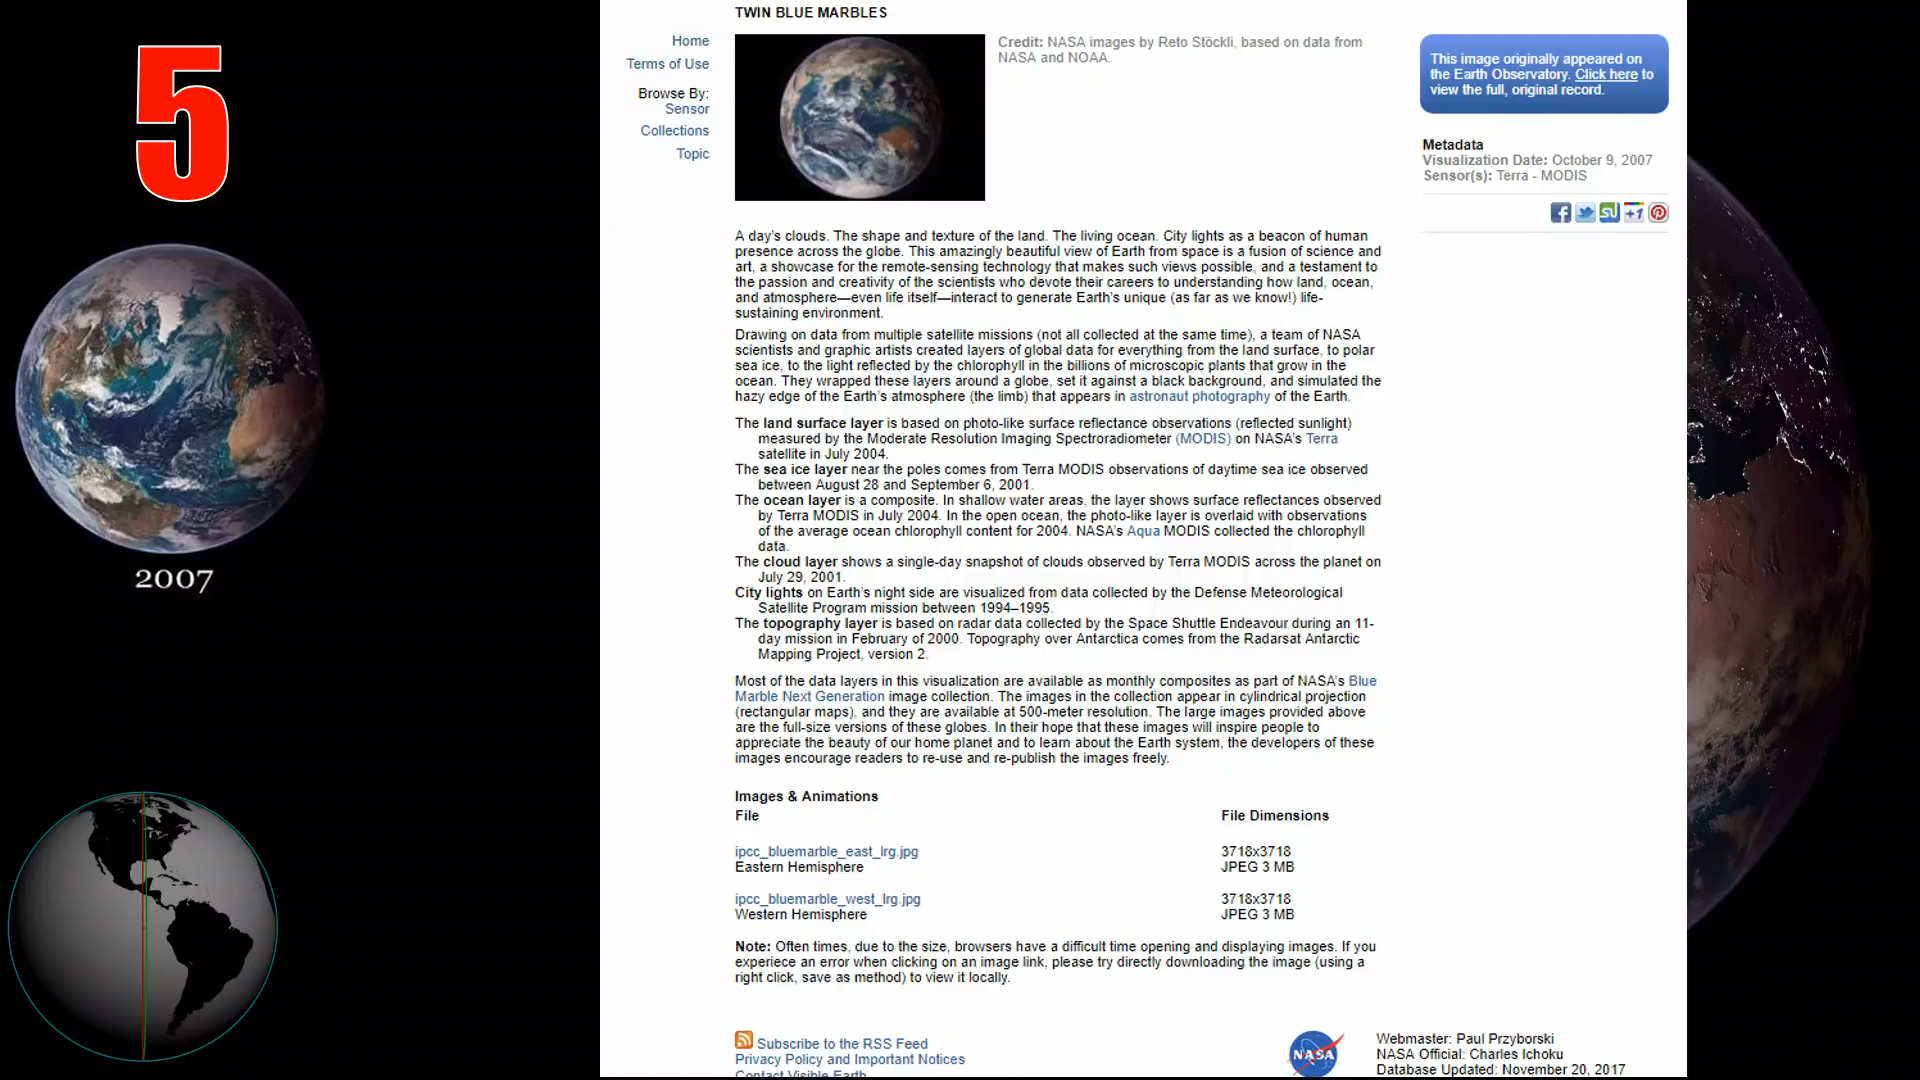 5
2007
TWIN BLUE MARBLES
Home
Terms of Use
Browse By:
Sensor
Collections
Topic
Credit: NASA images by Reto Stöckli, based on data from
NASA and NOAA.
This image originally appeared on
the Earth Observatory. Click here to
view the full, original record.
Metadata
Visualization Date: October 9, 2007
Sensor(s): Terra - MODIS
+1
A day's clouds. The shape and texture of the land. The living ocean. City lights as a beacon of human
presence across the globe. This amazingly beautiful view of Earth from space is a fusion of science and
art, a showcase for the remote-sensing technology that makes such views possible, and a testament to
the passion and creativity of the scientists who devote their careers to understanding how land, ocean,
and atmosphere—even life itself—interact to generate Earth's unique (as far as we know!) life-
sustaining environment.
Drawing on data from multiple satellite missions (not all collected at the same time), a team of NASA
scientists and graphic artists created layers of global data for everything from the land surface, to polar
sea ice, to the light reflected by the chlorophyll in the billions of microscopic plants that grow in the
ocean. They wrapped these layers around a globe, set it against a black background, and simulated the
hazy edge of the Earth's atmosphere (the limb) that appears in astronaut photography of the Earth.
The land surface layer is based on photo-like surface reflectance observations (reflected sunlight)
measured by the Moderate Resolution Imaging Spectroradiometer (MODIS) on NASA's Terra
satellite in July 2004.
The sea ice layer near the poles comes from Terra MODIS observations of daytime sea ice observed
between August 28 and September 6, 2001.
The ocean layer is a composite. In shallow water areas, the layer shows surface reflectances observed
by Terra MODIS in July 2004. In the open ocean, the photo-like layer is overlaid with observations
of the average ocean chlorophyll content for 2004. NASA's Aqua MODIS collected the chlorophyll
data.
The cloud layer shows a single-day snapshot of clouds observed by Terra MODIS across the planet on
July 29, 2001.
City lights on Earth's night side are visualized from data collected by the Defense Meteorological
Satellite Program mission between 1994–1995.
The topography layer is based on radar data collected by the Space Shuttle Endeavour during an 11-
day mission in February of 2000. Topography over Antarctica comes from the Radarsat Antarctic
Mapping Project, version 2.
Most of the data layers in this visualization are available as monthly composites as part of NASA's Blue
Marble Next Generation image collection. The images in the collection appear in cylindrical projection
(rectangular maps), and they are available at 500-meter resolution. The large images provided above
are the full-size versions of these globes. In their hope that these images will inspire people to
appreciate the beauty of our home planet and to learn about the Earth system, the developers of these
images encourage readers to re-use and re-publish the images freely.
Images & Animations
File File Dimensions
ipcc_bluemarble_east_lrg.jpg 3718x3718
Eastern Hemisphere JPEG 3 MB
ipcc_bluemarble_west_lrg.jpg 3718x3718
Western Hemisphere JPEG 3 MB
Note: Often times, due to the size, browsers have a difficult time opening and displaying images. If you
experiece an error when clicking on an image link, please try directly downloading the image (using a
right click, save as method) to view it locally.
Subscribe to the RSS Feed
Privacy Policy and Important Notices
Contact Visible Earth
NASA
Webmaster: Paul Przyborski
NASA Official: Charles Ichoku
Database Updated: November 20, 2017